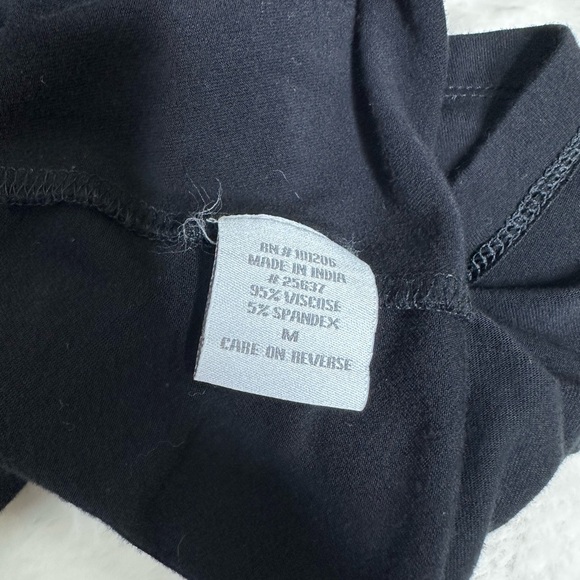 RN # 101206
MADE IN INDIA
# 25637
95% VISCOSE
5% SPANDEX
M
CARE ON REVERSE